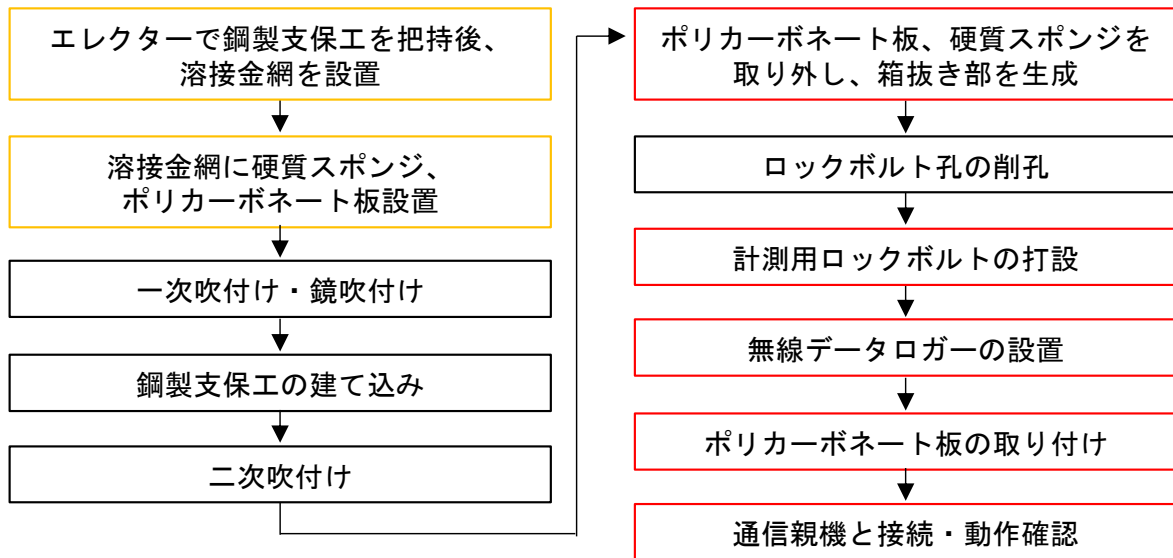 エレクターで鋼製支保工を把持後、
溶接金網を設置
溶接金網に硬質スポンジ、
ポリカーボネート板設置
一次吹付け・鏡吹付け
鋼製支保工の建て込み
二次吹付け
ポリカーボネート板、硬質スポンジを
取り外し、箱抜き部を生成
ロックボルト孔の削孔
計測用ロックボルトの打設
無線データロガーの設置
ポリカーボネート板の取り付け
通信親機と接続・動作確認